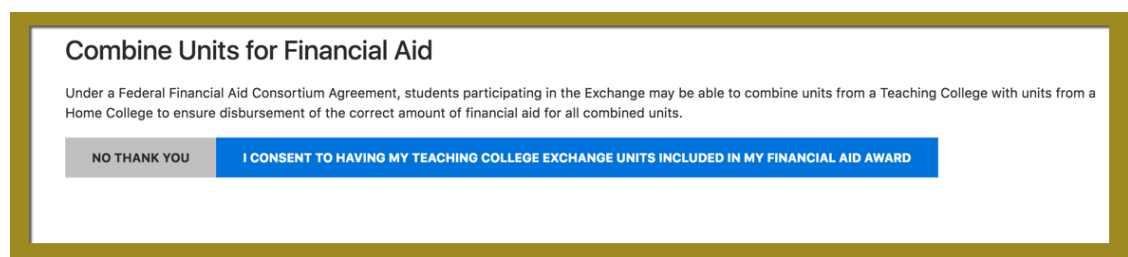 Combine Units for Financial Aid
Under a Federal Financial Aid Consortium Agreement, students participating in the Exchange may be able to combine units from a Teaching College with units from a
Home College to ensure disbursement of the correct amount of financial aid for all combined units.
NO THANK YOU
I CONSENT TO HAVING MY TEACHING COLLEGE EXCHANGE UNITS INCLUDED IN MY FINANCIAL AID AWARD